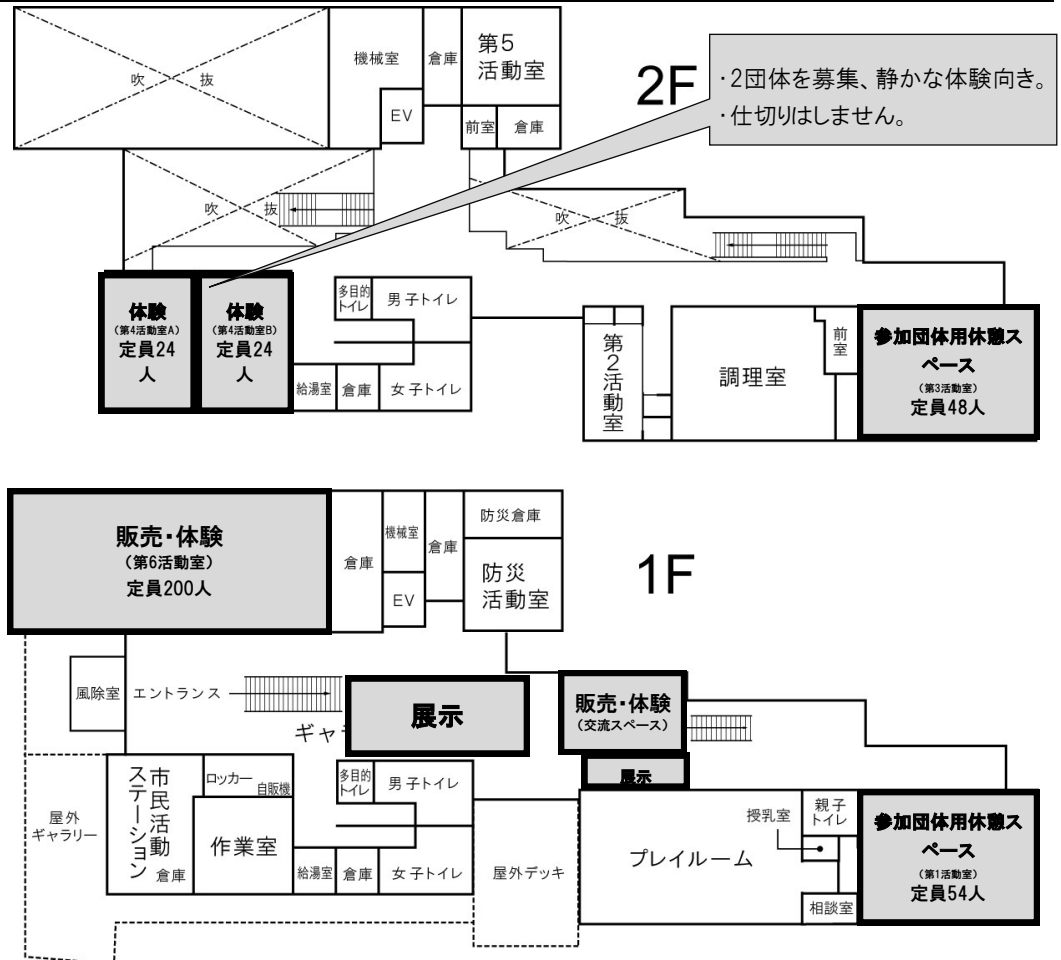 吹 抜
機械室
EV
倉庫
第5
活動室
前室
倉庫
2F
・2団体を募集、静かな体験向き。
・仕切りはしません。
吹 抜
吹 抜
体験
(第4活動室A)
定員24
人
体験
(第4活動室B)
定員24
人
多目的
トイレ
男子トイレ
給湯室
倉庫
女子トイレ
第2活動室
調理室
前室
参加団体用休憩ス
ペース
(第3活動室)
定員48人
販売・体験
(第6活動室)
定員200人
倉庫
機械室
EV
倉庫
防災倉庫
防災
活動室
1F
風除室
エントランス
ギャラ
展示
販売・体験
(交流スペース)
展示
屋外
ギャラリー
市民活動
ステーション
倉庫
ロッカー
自販機
作業室
多目的
トイレ
男子トイレ
給湯室
倉庫
女子トイレ
屋外デッキ
プレイルーム
授乳室
親子
トイレ
相談室
参加団体用休憩ス
ペース
(第1活動室)
定員54人